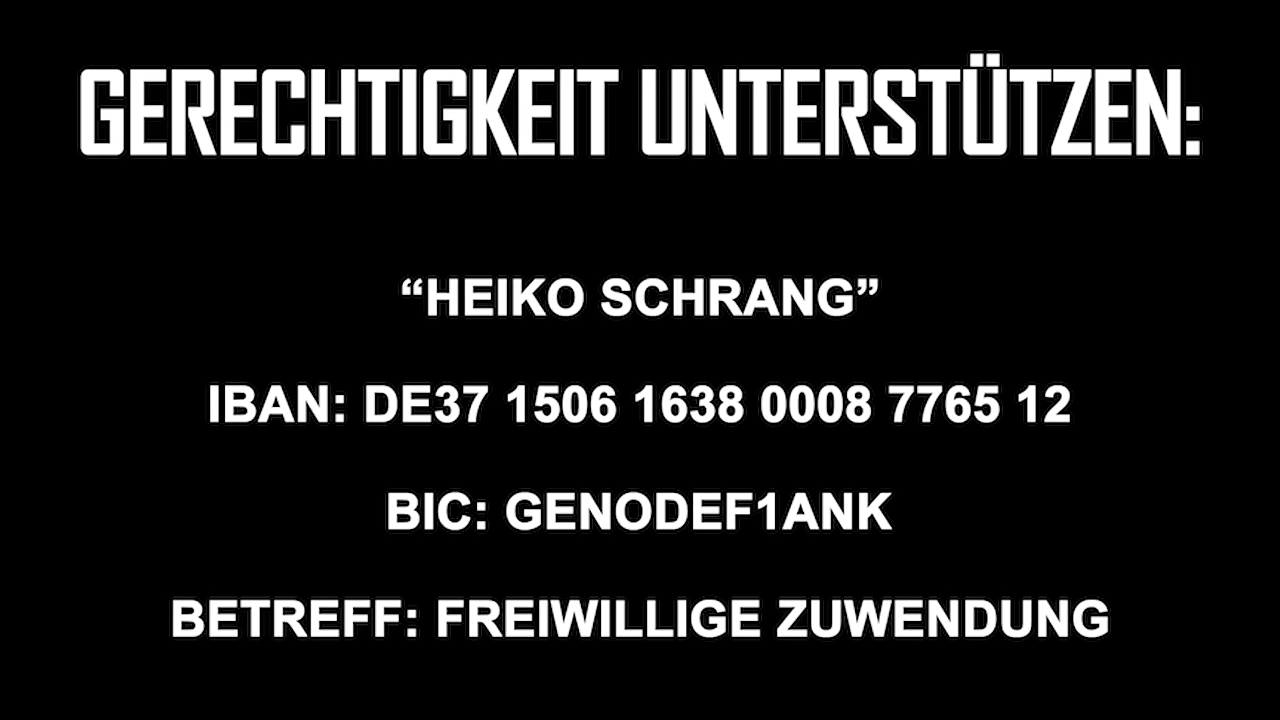 GERECHTIGKEIT UNTERSTÜTZEN:
“HEIKO SCHRANG”
IBAN: DE37 1506 1638 0008 7765 12
BIC: GENODEF1ANK
BETREFF: FREIWILLIGE ZUWENDUNG